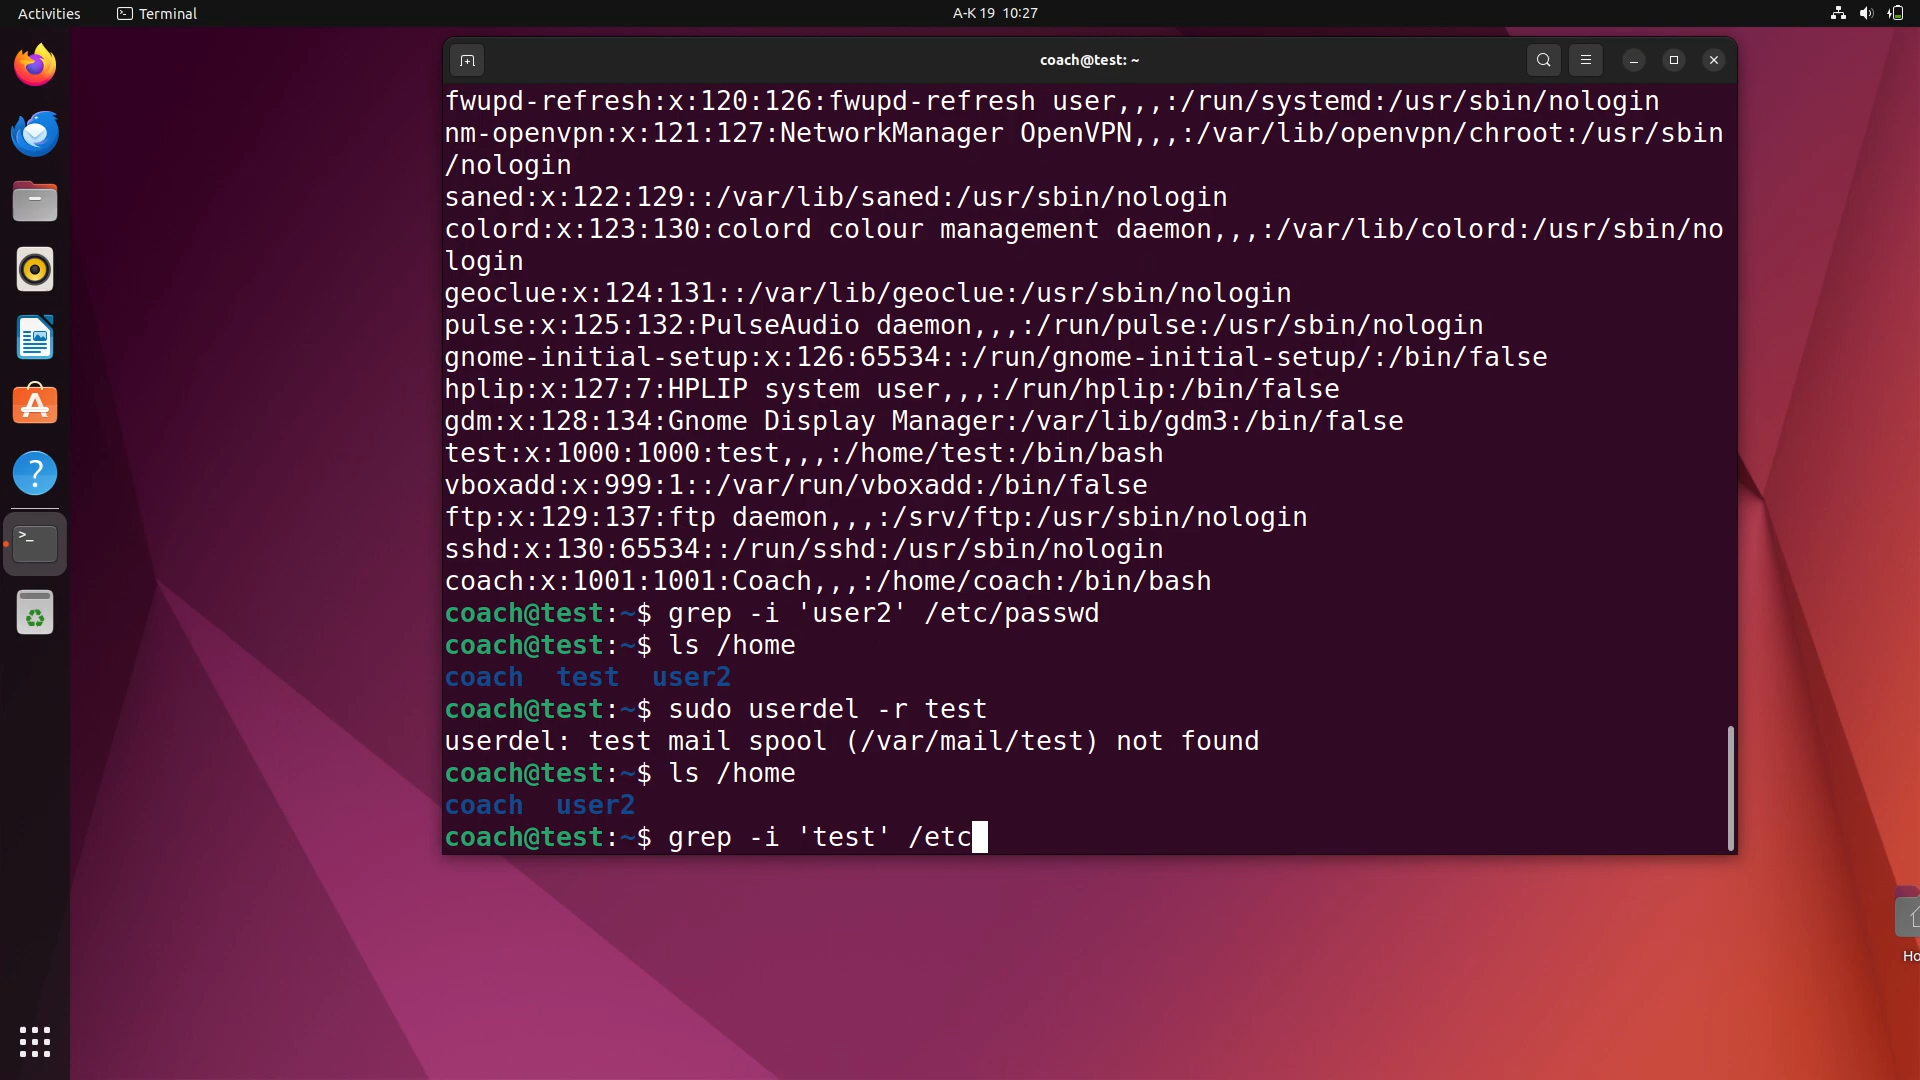 Activities Terminal A-K 19 10:27
coach@test: ~
fwupd-refresh:x:120:126:fwupd-refresh user,,,:/run/systemd:/usr/sbin/nologin
nm-openvpn:x:121:127:NetworkManager OpenVPN,,,:/var/lib/openvpn/chroot:/usr/sbin
/nologin
saned:x:122:129::/var/lib/saned:/usr/sbin/nologin
colord:x:123:130:colord colour management daemon,,,:/var/lib/colord:/usr/sbin/no
login
geoclue:x:124:131::/var/lib/geoclue:/usr/sbin/nologin
pulse:x:125:132:PulseAudio daemon,,,:/run/pulse:/usr/sbin/nologin
gnome-initial-setup:x:126:65534::/run/gnome-initial-setup/:/bin/false
hplip:x:127:7:HPLIP system user,,,:/run/hplip:/bin/false
gdm:x:128:134:Gnome Display Manager:/var/lib/gdm3:/bin/false
test:x:1000:1000:test,,,:/home/test:/bin/bash
vboxadd:x:999:1::/var/run/vboxadd:/bin/false
ftp:x:129:137:ftp daemon,,,:/srv/ftp:/usr/sbin/nologin
sshd:x:130:65534::/run/sshd:/usr/sbin/nologin
coach:x:1001:1001:Coach,,,:/home/coach:/bin/bash
coach@test:~$ grep -i 'user2' /etc/passwd
coach@test:~$ ls /home
coach  test  user2
coach@test:~$ sudo userdel -r test
userdel: test mail spool (/var/mail/test) not found
coach@test:~$ ls /home
coach  user2
coach@test:~$ grep -i 'test' /etc
Ho